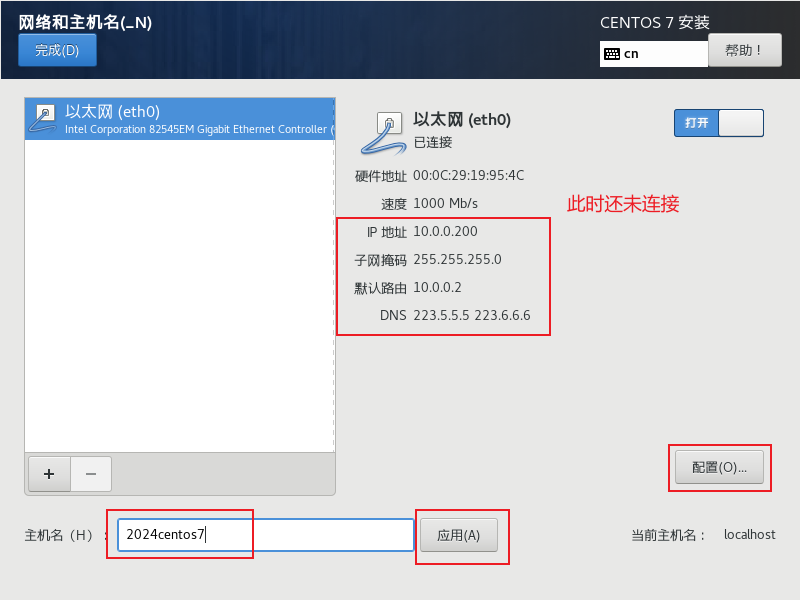 网络和主机名(_N)
CENTOS 7 安装
完成(D)
cn
帮助！
以太网 (eth0)
Intel Corporation 82545EM Gigabit Ethernet Controller (
以太网 (eth0)
已连接
打开
硬件地址 00:0C:29:19:95:4C
速度 1000 Mb/s
此时还未连接
IP 地址 10.0.0.200
子网掩码 255.255.255.0
默认路由 10.0.0.2
DNS 223.5.5.5 223.6.6.6
+
−
配置(O)...
主机名（H）：
2024centos7
应用(A)
当前主机名： localhost